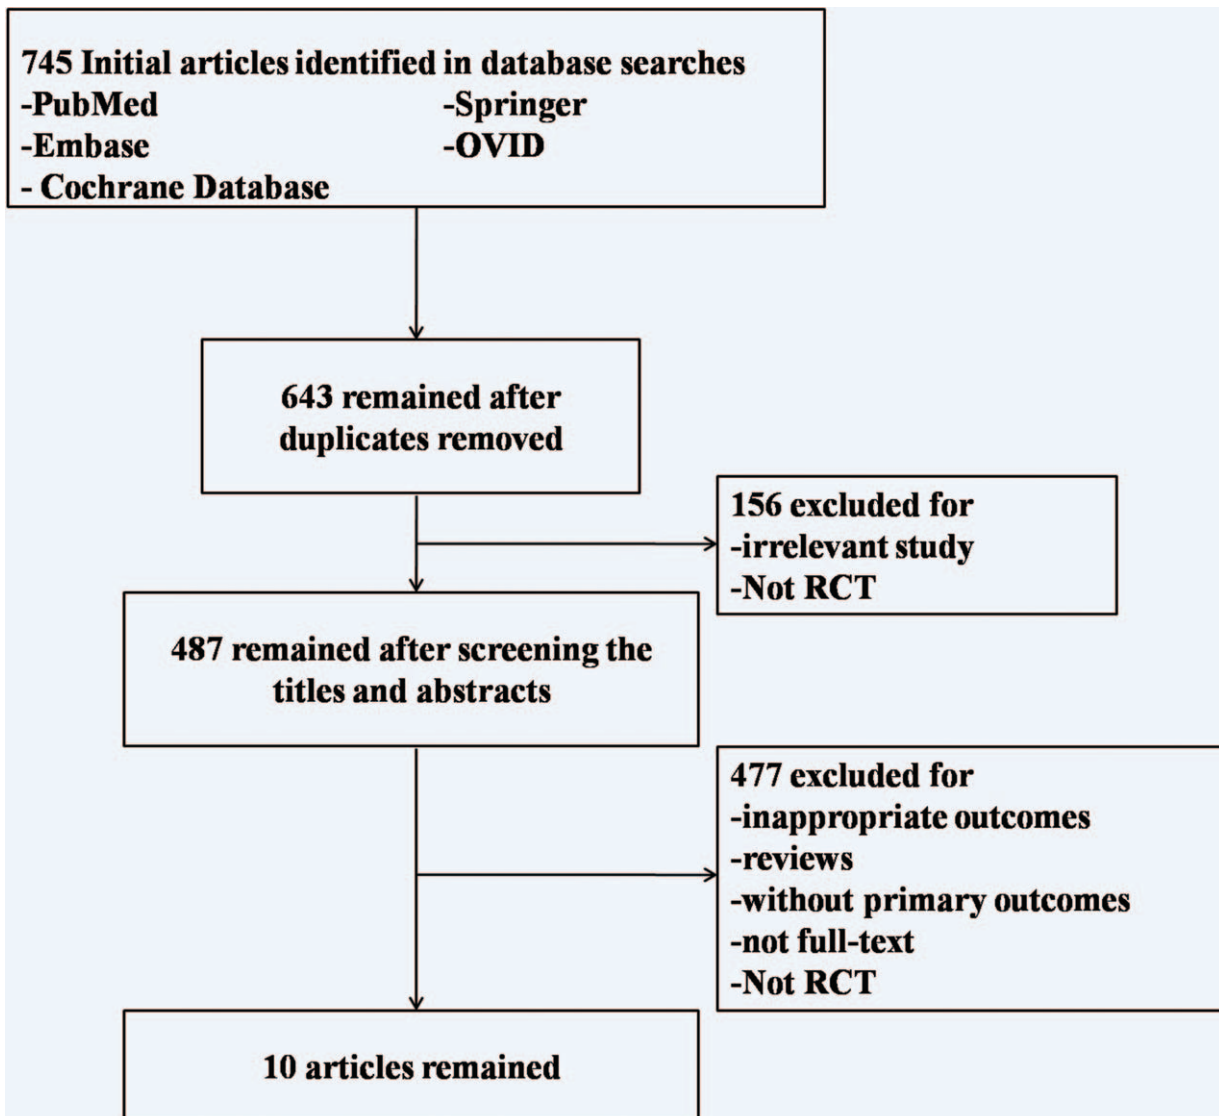 745 Initial articles identified in database searches
-PubMed -Springer
-Embase -OVID
- Cochrane Database
643 remained after
duplicates removed
156 excluded for
-irrelevant study
-Not RCT
487 remained after screening the
titles and abstracts
477 excluded for
-inappropriate outcomes
-reviews
-without primary outcomes
-not full-text
-Not RCT
10 articles remained